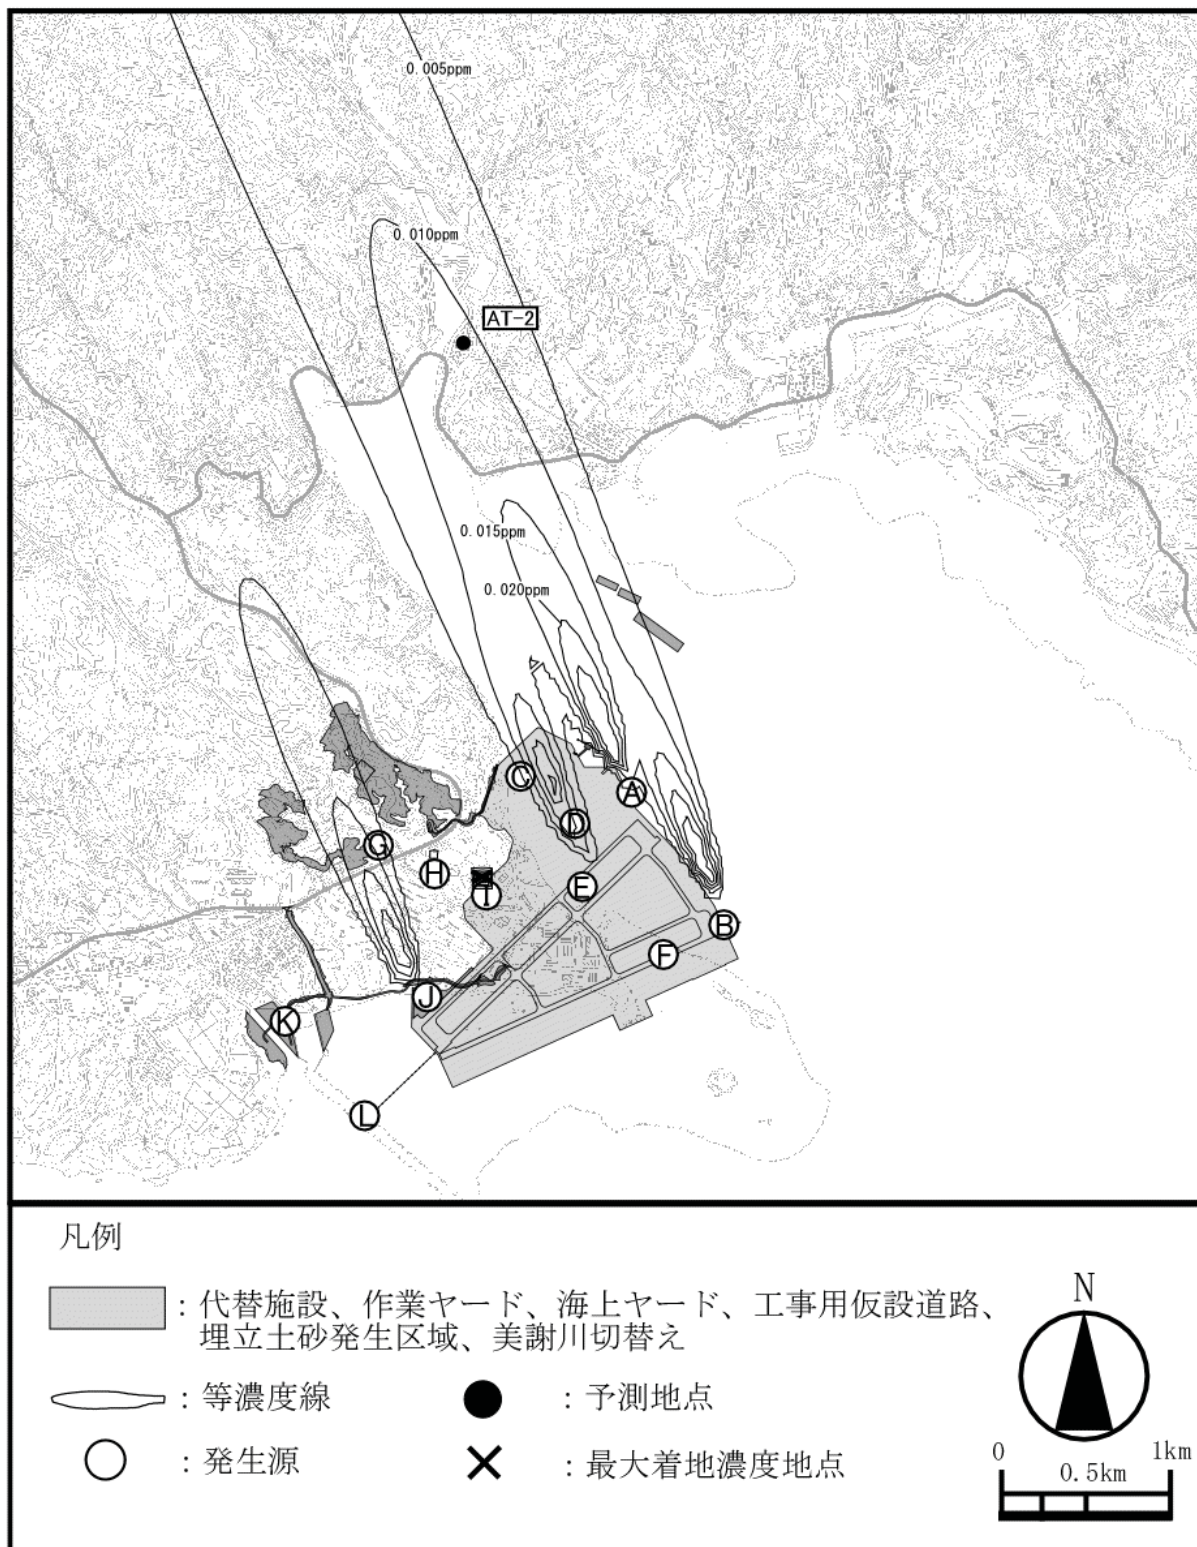 0.005ppm
0.010ppm
AT-2
0.015ppm
0.020ppm
C
A
D
G
H
I
E
B
F
J
K
L
凡例
：代替施設、作業ヤード、海上ヤード、工事用仮設道路、
埋立土砂発生区域、美謝川切替え
：等濃度線
：予測地点
：発生源
：最大着地濃度地点
N
0 1km
0.5km